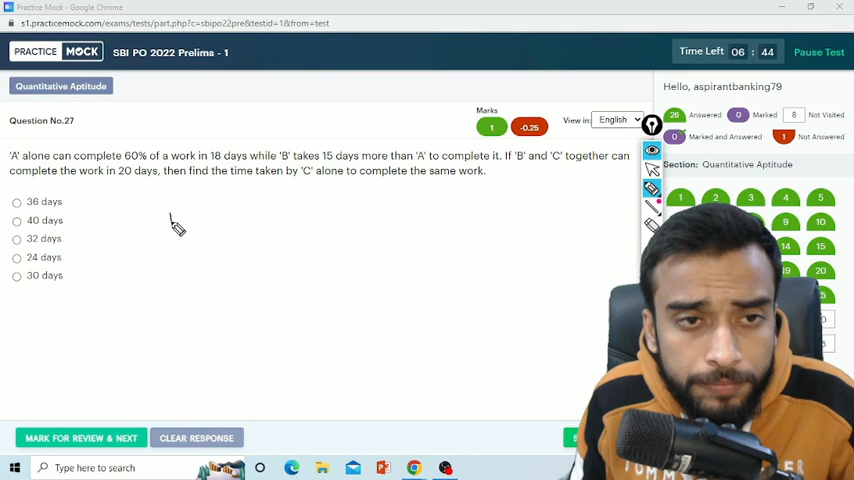 Practice Mock - Google Chrome
s1.practicemock.com/exams/tests/part.php?c=sbipo22pre&testid=1&from=test
PRACTICE MOCK
SBI PO 2022 Prelims - 1
Time Left 06 : 44
Pause Test
Quantitative Aptitude
Hello, aspirantbanking79
Question No.27
Marks
1 -0.25
View in: English
26 Answered 0 Marked 8 Not Visited
0 Marked and Answered 1 Not Answered
Section: Quantitative Aptitude
'A' alone can complete 60% of a work in 18 days while 'B' takes 15 days more than 'A' to complete it. If 'B' and 'C' together can
complete the work in 20 days, then find the time taken by 'C' alone to complete the same work.
36 days
40 days
32 days
24 days
30 days
1 2 3 4 5
9 10
14 15
20
MARK FOR REVIEW & NEXT
CLEAR RESPONSE
Type here to search